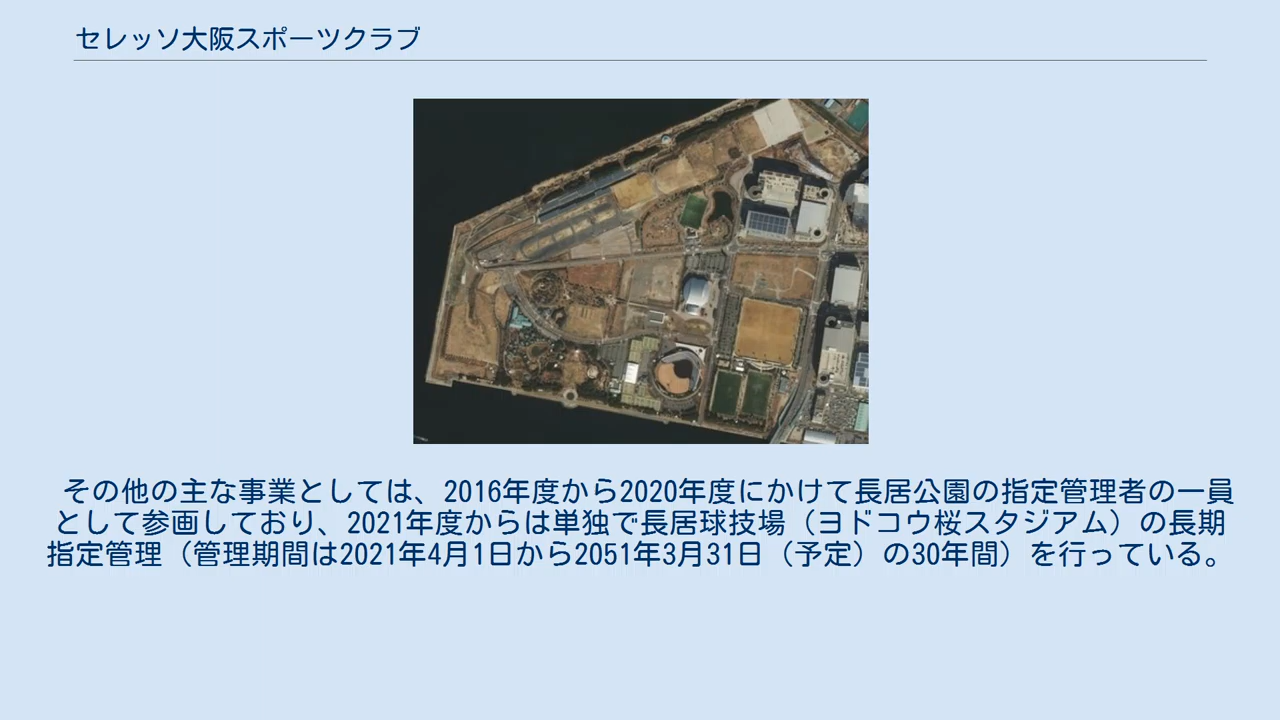 セレッソ大阪スポーツクラブ
その他の主な事業としては、2016年度から2020年度にかけて長居公園の指定管理者の一員
として参画しており、2021年度からは単独で長居球技場（ヨドコウ桜スタジアム）の長期
指定管理（管理期間は2021年4月1日から2051年3月31日（予定）の30年間）を行っている。